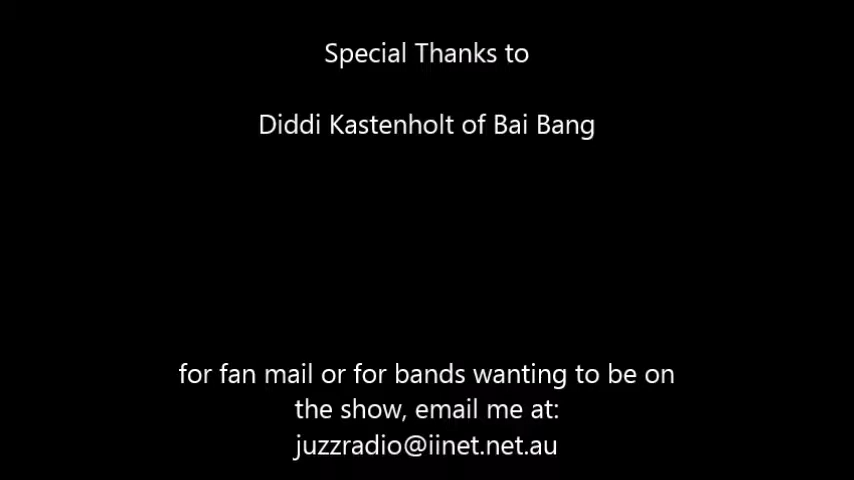 Special Thanks to
Diddi Kastenholt of Bai Bang
for fan mail or for bands wanting to be on
the show, email me at:
juzzradio@iinet.net.au